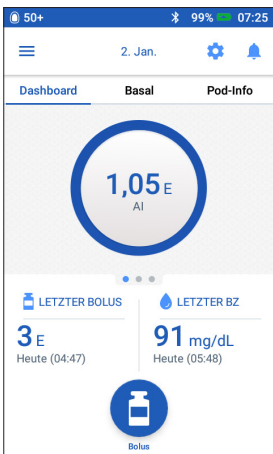 50+ 99% 07:25
2. Jan.
Dashboard Basal Pod-Info
1,05 E
AI
LETZTER BOLUS
3 E
Heute (04:47)
LETZTER BZ
91 mg/dL
Heute (05:48)
Bolus